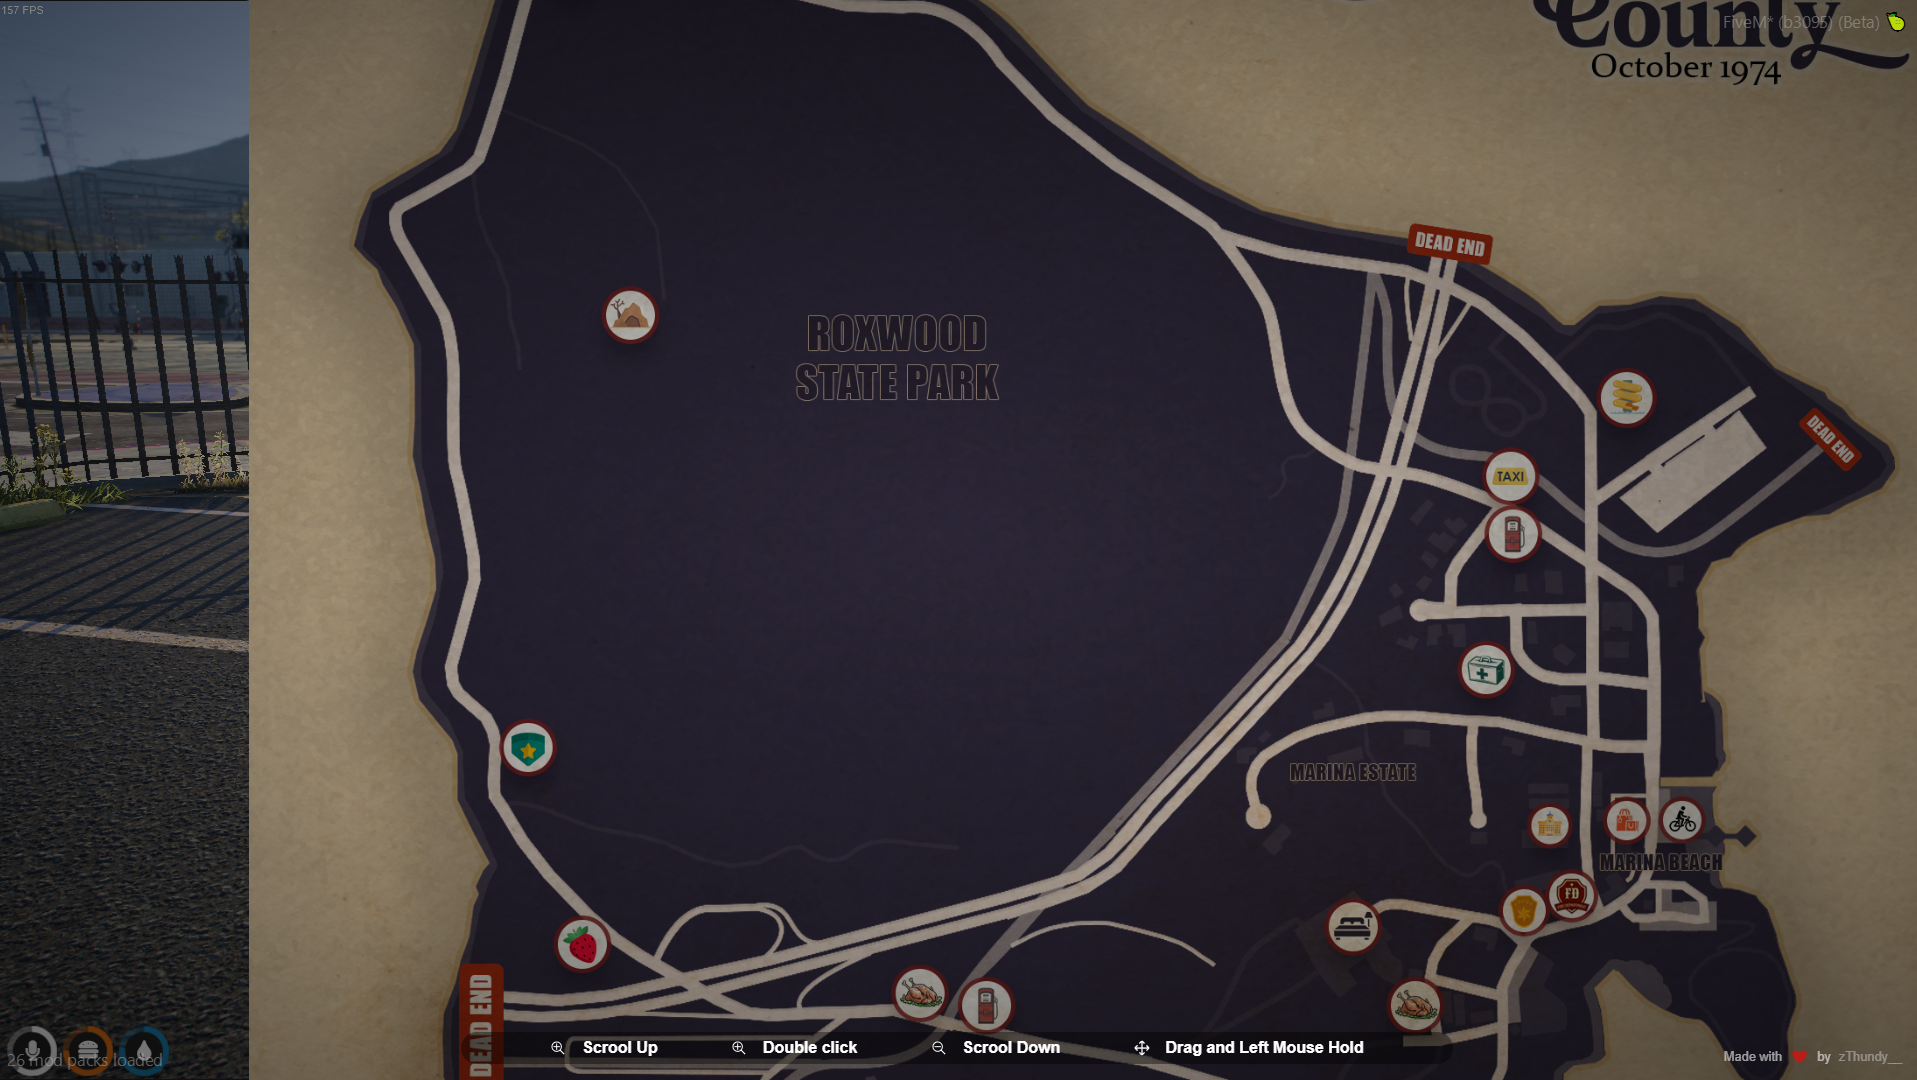 157 FPS
County
FiveM* (b3095) (Beta)
October 1974
DEAD END
ROXWOOD
STATE PARK
DEAD END
TAXI
MARINA ESTATE
MARINA BEACH
FD
DEAD END
26 mod packs loaded
Scrool Up
Double click
Scrool Down
Drag and Left Mouse Hold
Made with by zThundy__